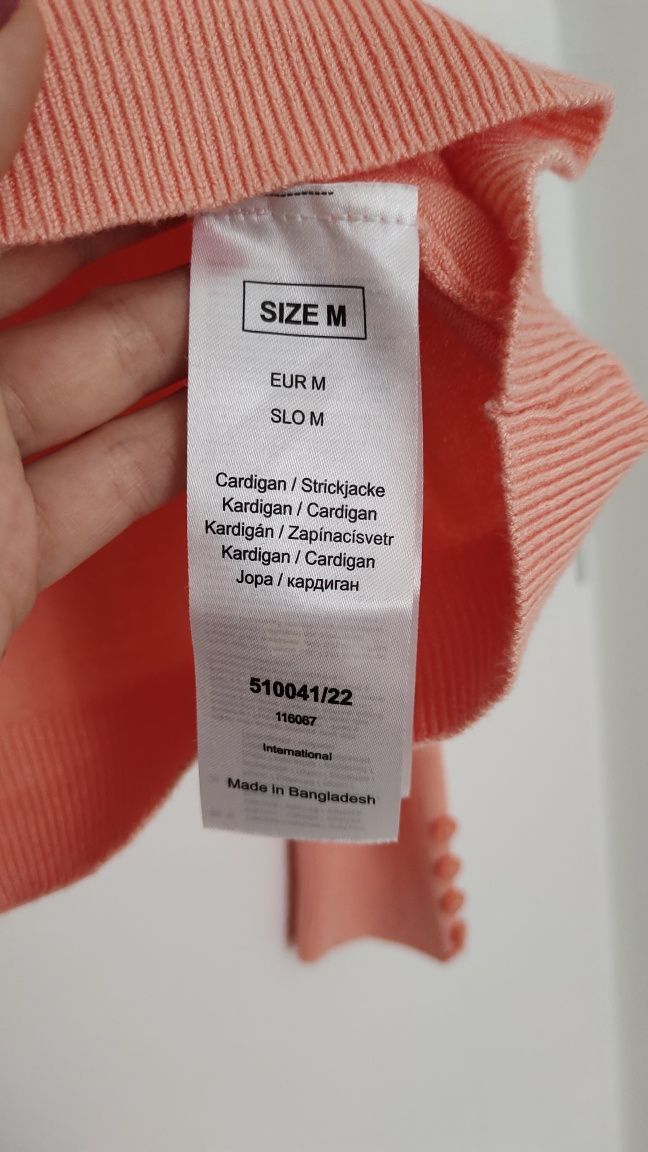 SIZE M
EUR M
SLO M
Cardigan / Strickjacke
Kardigan / Cardigan
Kardigán / Zapínacísvetr
Kardigan / Cardigan
Jopa / кардиган
510041/22
116067
International
Made in Bangladesh